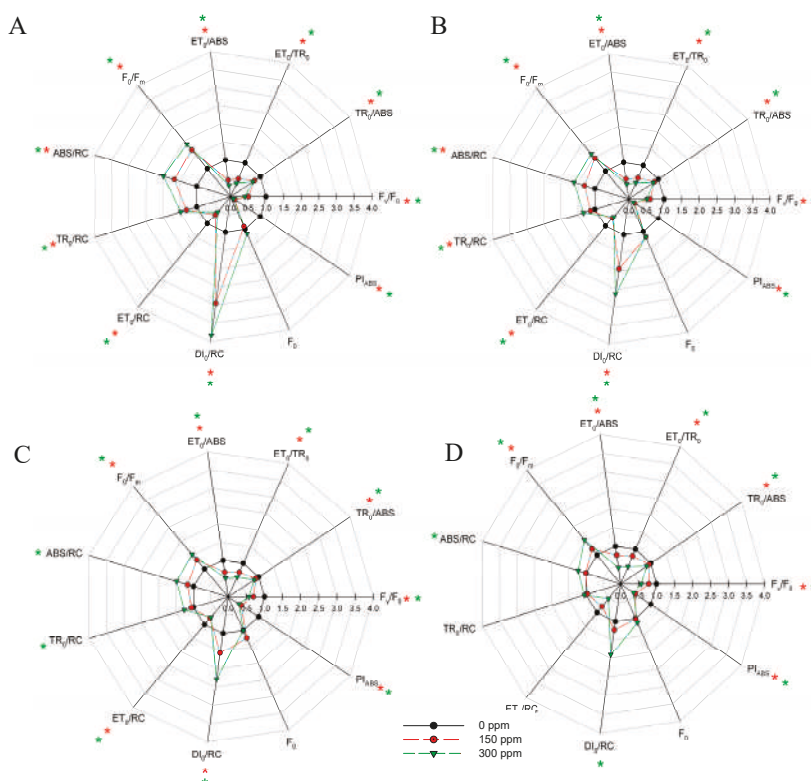 A
ET₀/ABS
ET₀/TR₀
TR₀/ABS
Fᵥ/F₀
PI_ABS
F₀
DI₀/RC
ET₀/RC
TR₀/RC
ABS/RC
F₀/Fₘ
0.0 0.5 1.0 1.5 2.0 2.5 3.0 3.5 4.0
B
ET₀/ABS
ET₀/TR₀
TR₀/ABS
Fᵥ/F₀
PI_ABS
F₀
DI₀/RC
ET₀/RC
TR₀/RC
ABS/RC
F₀/Fₘ
0.0 0.5 1.0 1.5 2.0 2.5 3.0 3.5 4.0
C
ET₀/ABS
ET₀/TR₀
TR₀/ABS
Fᵥ/F₀
PI_ABS
F₀
DI₀/RC
ET₀/RC
TR₀/RC
ABS/RC
F₀/Fₘ
0.0 0.5 1.0 1.5 2.0 2.5 3.0 3.5 4.0
D
ET₀/ABS
ET₀/TR₀
TR₀/ABS
Fᵥ/F₀
PI_ABS
F₀
DI₀/RC
TR₀/RC
ABS/RC
F₀/Fₘ
0.0 0.5 1.0 1.5 2.0 2.5 3.0 3.5 4.0
0 ppm
150 ppm
300 ppm